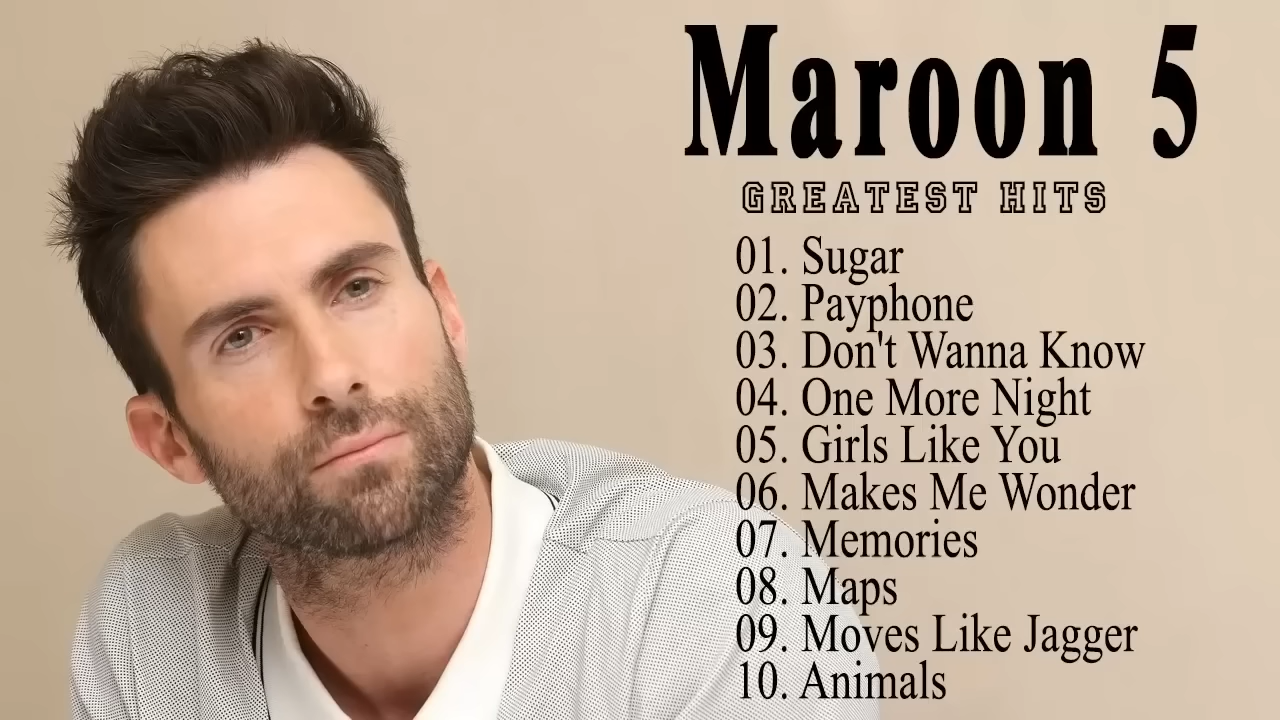 Maroon 5
GREATEST HITS
01. Sugar
02. Payphone
03. Don't Wanna Know
04. One More Night
05. Girls Like You
06. Makes Me Wonder
07. Memories
08. Maps
09. Moves Like Jagger
10. Animals